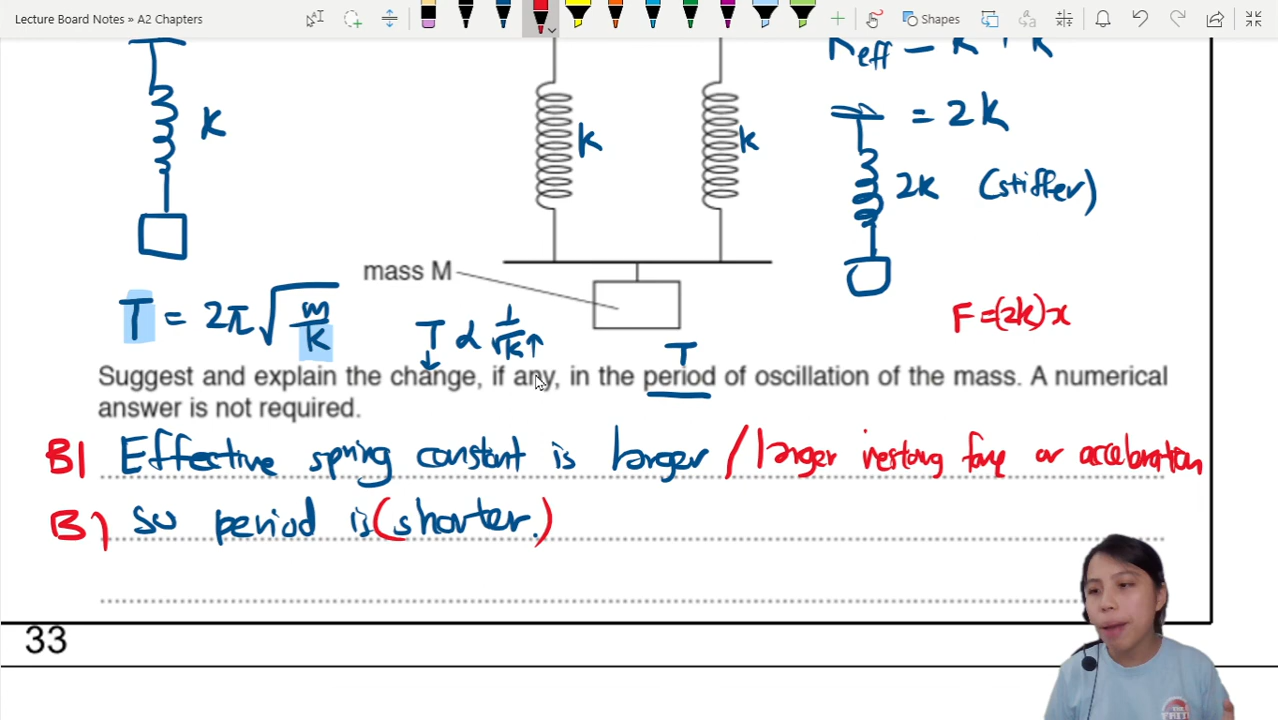 Lecture Board Notes » A2 Chapters
Shapes
Keff = k + k
= 2k
k
k
k
2k (stiffer)
mass M
T = 2π√m/k
T ∝ 1/√k↑
↓
T
F = (2k)x
Suggest and explain the change, if any, in the period of oscillation of the mass. A numerical
answer is not required.
B1 Effective spring constant is larger / larger restoring force or acceleration
B1 so period is (shorter.)
33